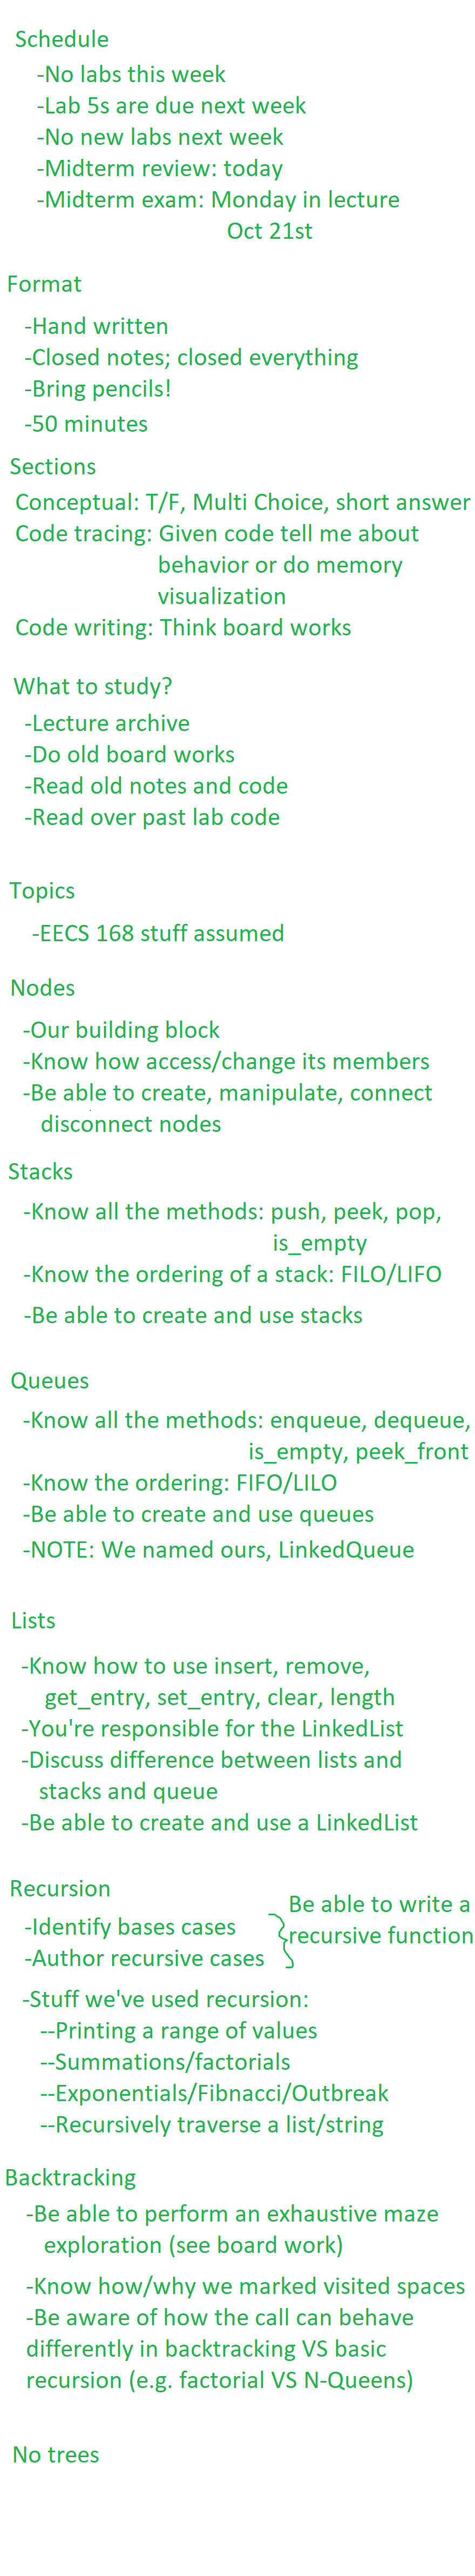 Schedule
-No labs this week
-Lab 5s are due next week
-No new labs next week
-Midterm review: today
-Midterm exam: Monday in lecture
Oct 21st
Format
-Hand written
-Closed notes; closed everything
-Bring pencils!
-50 minutes
Sections
Conceptual: T/F, Multi Choice, short answer
Code tracing: Given code tell me about
behavior or do memory
visualization
Code writing: Think board works
What to study?
-Lecture archive
-Do old board works
-Read old notes and code
-Read over past lab code
Topics
-EECS 168 stuff assumed
Nodes
-Our building block
-Know how access/change its members
-Be able to create, manipulate, connect
disconnect nodes
Stacks
-Know all the methods: push, peek, pop,
is_empty
-Know the ordering of a stack: FILO/LIFO
-Be able to create and use stacks
Queues
-Know all the methods: enqueue, dequeue,
is_empty, peek_front
-Know the ordering: FIFO/LILO
-Be able to create and use queues
-NOTE: We named ours, LinkedQueue
Lists
-Know how to use insert, remove,
get_entry, set_entry, clear, length
-You're responsible for the LinkedList
-Discuss difference between lists and
stacks and queue
-Be able to create and use a LinkedList
Recursion
-Identify bases cases
-Author recursive cases
Be able to write a
recursive function
-Stuff we've used recursion:
--Printing a range of values
--Summations/factorials
--Exponentials/Fibnacci/Outbreak
--Recursively traverse a list/string
Backtracking
-Be able to perform an exhaustive maze
exploration (see board work)
-Know how/why we marked visited spaces
-Be aware of how the call can behave
differently in backtracking VS basic
recursion (e.g. factorial VS N-Queens)
No trees